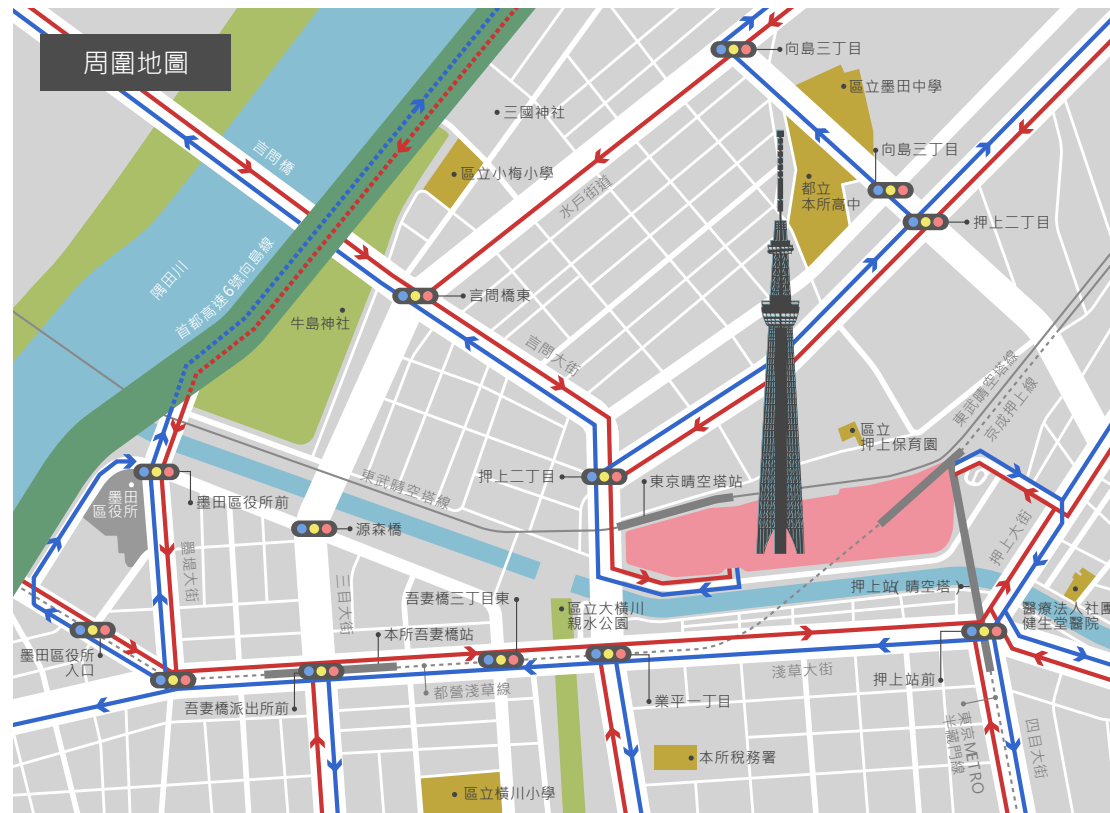 周圍地圖
向島三丁目
區立墨田中學
三國神社
言問橋
向島三丁目
區立小梅小學
都立
本所高中
水戸街道
押上二丁目
隅田川
首都高速6號向島線
言問橋東
牛島神社
言問大街
東武晴空塔線
京成押上線
區立
押上保育園
押上二丁目
東京晴空塔站
東武晴空塔線
墨田
區役所
墨田區役所前
源森橋
押上大街
墨堤大街
三目大街
押上站( 晴空塔 )
吾妻橋三丁目東
區立大橫川
親水公園
醫療法人社團
健生堂醫院
本所吾妻橋站
墨田區役所
入口
淺草大街
押上站前
都營淺草線
吾妻橋派出所前
業平一丁目
東京METRO
半藏門線
四目大街
本所稅務署
區立橫川小學